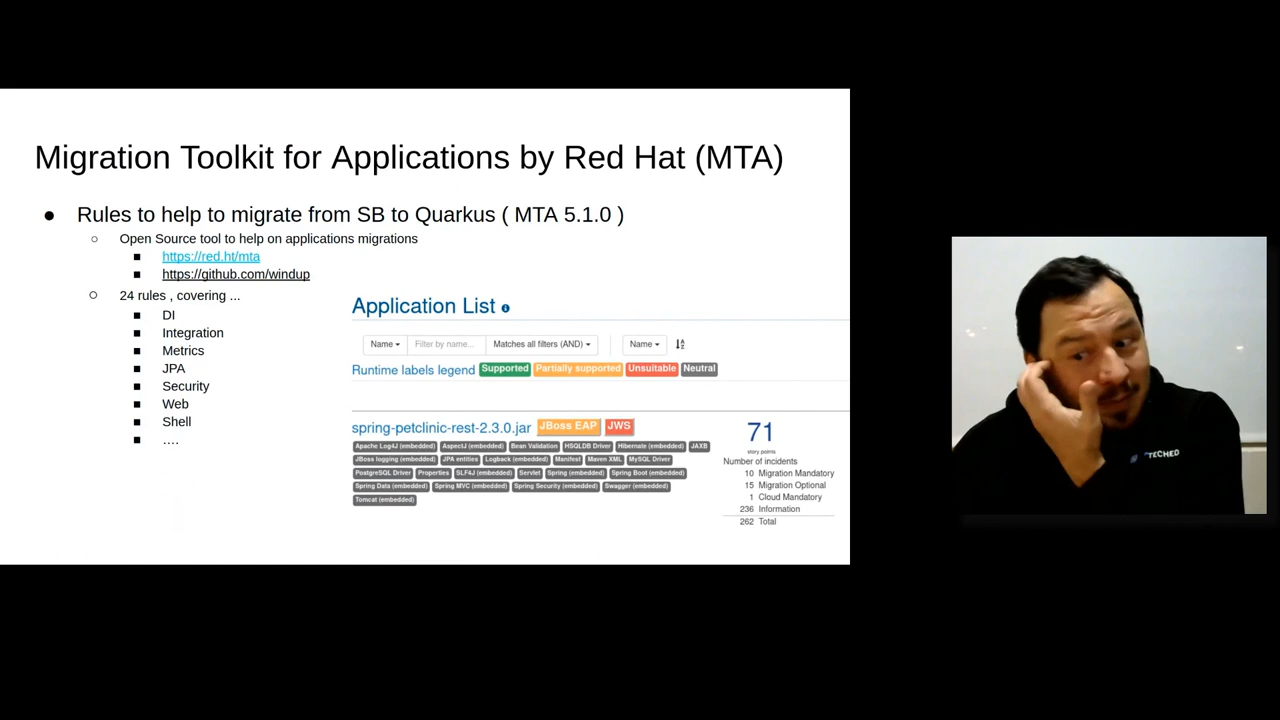 Migration Toolkit for Applications by Red Hat (MTA)
● Rules to help to migrate from SB to Quarkus ( MTA 5.1.0 )
○ Open Source tool to help on applications migrations
■ https://red.ht/mta
■ https://github.com/windup
○ 24 rules , covering ...
■ DI
■ Integration
■ Metrics
■ JPA
■ Security
■ Web
■ Shell
■ ....
Application List
Name Filter by name... Matches all filters (AND) Name
Runtime labels legend Supported Partially supported Unsuitable Neutral
spring-petclinic-rest-2.3.0.jar JBoss EAP JWS
Apache Log4J (embedded) AspectJ (embedded) Bean Validation HSQLDB Driver Hibernate (embedded) JAXB
JBoss logging (embedded) JPA entities Logback (embedded) Manifest Maven XML MySQL Driver
PostgreSQL Driver Properties SLF4J (embedded) Servlet Spring (embedded) Spring Boot (embedded)
Spring Data (embedded) Spring MVC (embedded) Spring Security (embedded) Swagger (embedded)
Tomcat (embedded)
71
story points
Number of incidents
10 Migration Mandatory
15 Migration Optional
1 Cloud Mandatory
236 Information
262 Total
TECHED